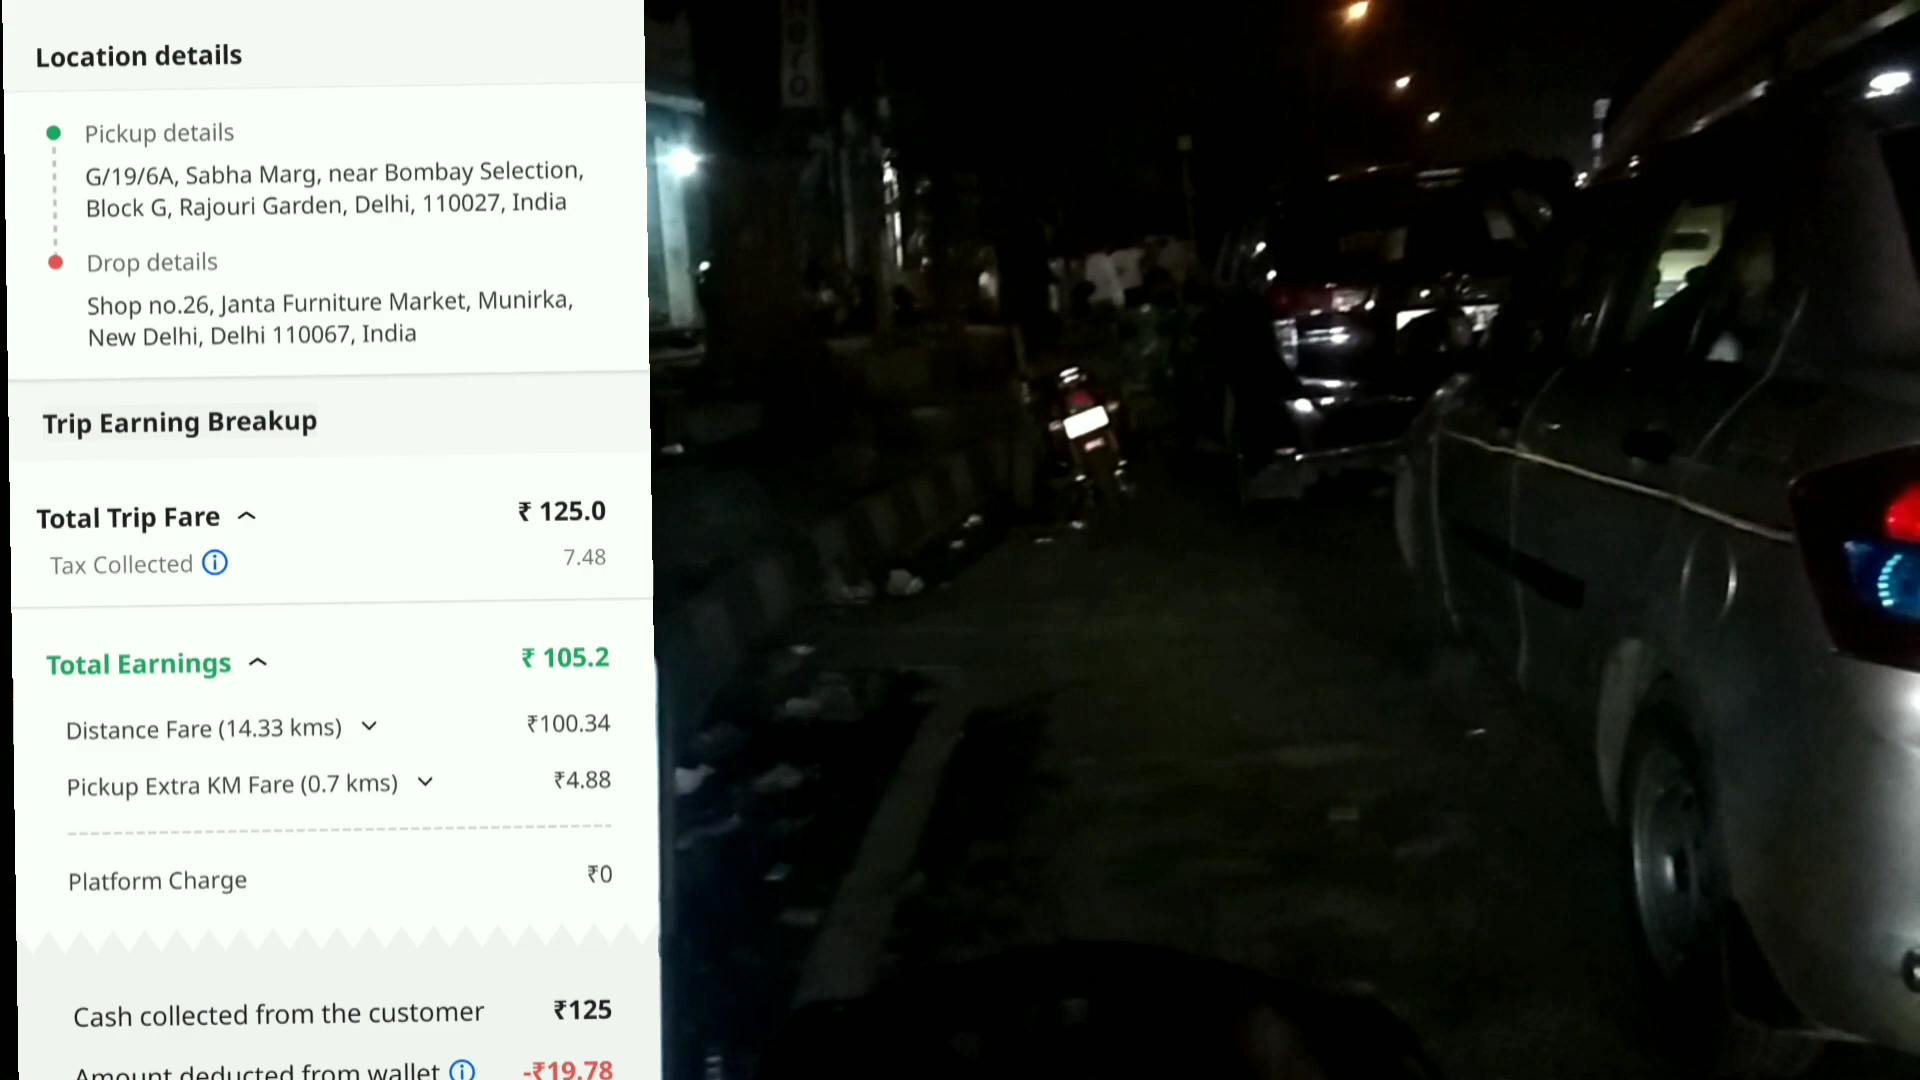 Location details
Pickup details
G/19/6A, Sabha Marg, near Bombay Selection,
Block G, Rajouri Garden, Delhi, 110027, India
Drop details
Shop no.26, Janta Furniture Market, Munirka,
New Delhi, Delhi 110067, India
Trip Earning Breakup
Total Trip Fare ₹ 125.0
Tax Collected 7.48
Total Earnings ₹ 105.2
Distance Fare (14.33 kms) ₹100.34
Pickup Extra KM Fare (0.7 kms) ₹4.88
Platform Charge ₹0
Cash collected from the customer ₹125
Amount deducted from wallet -₹19.78
Hero